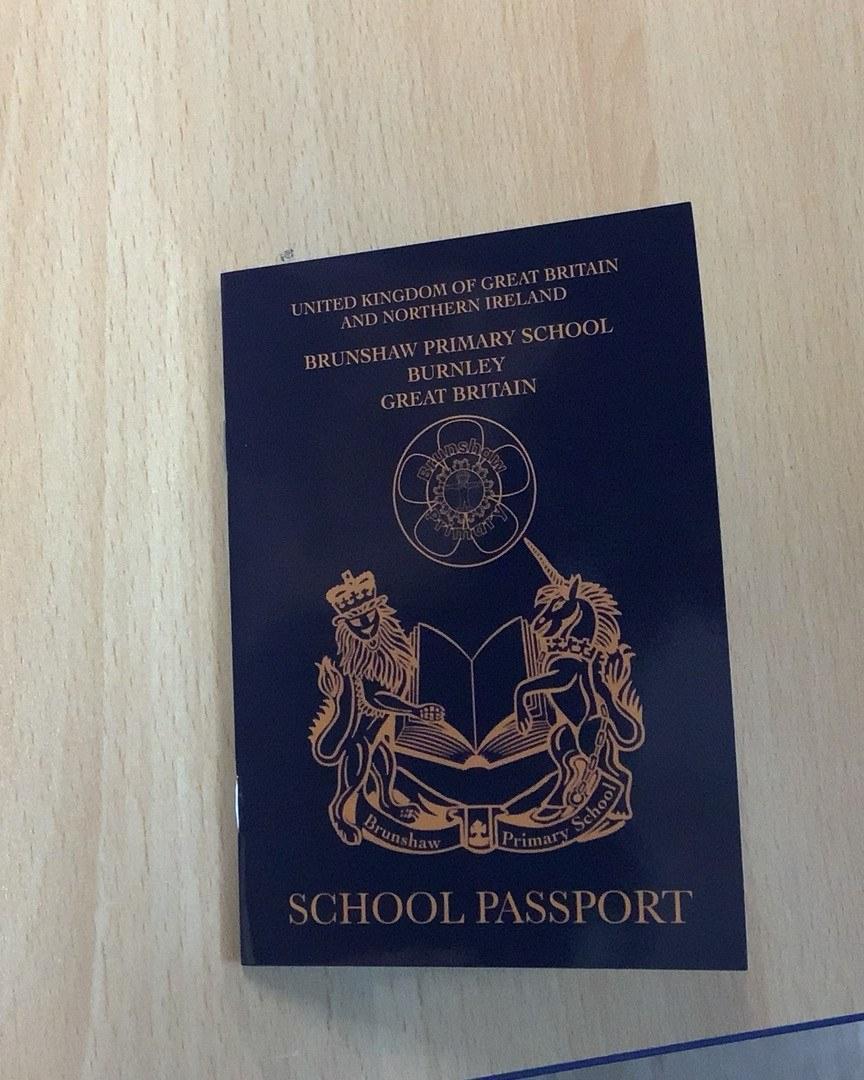 UNITED KINGDOM OF GREAT BRITAIN
AND NORTHERN IRELAND
BRUNSHAW PRIMARY SCHOOL
BURNLEY
GREAT BRITAIN
Brunshaw
Primary
Brunshaw Primary School
SCHOOL PASSPORT